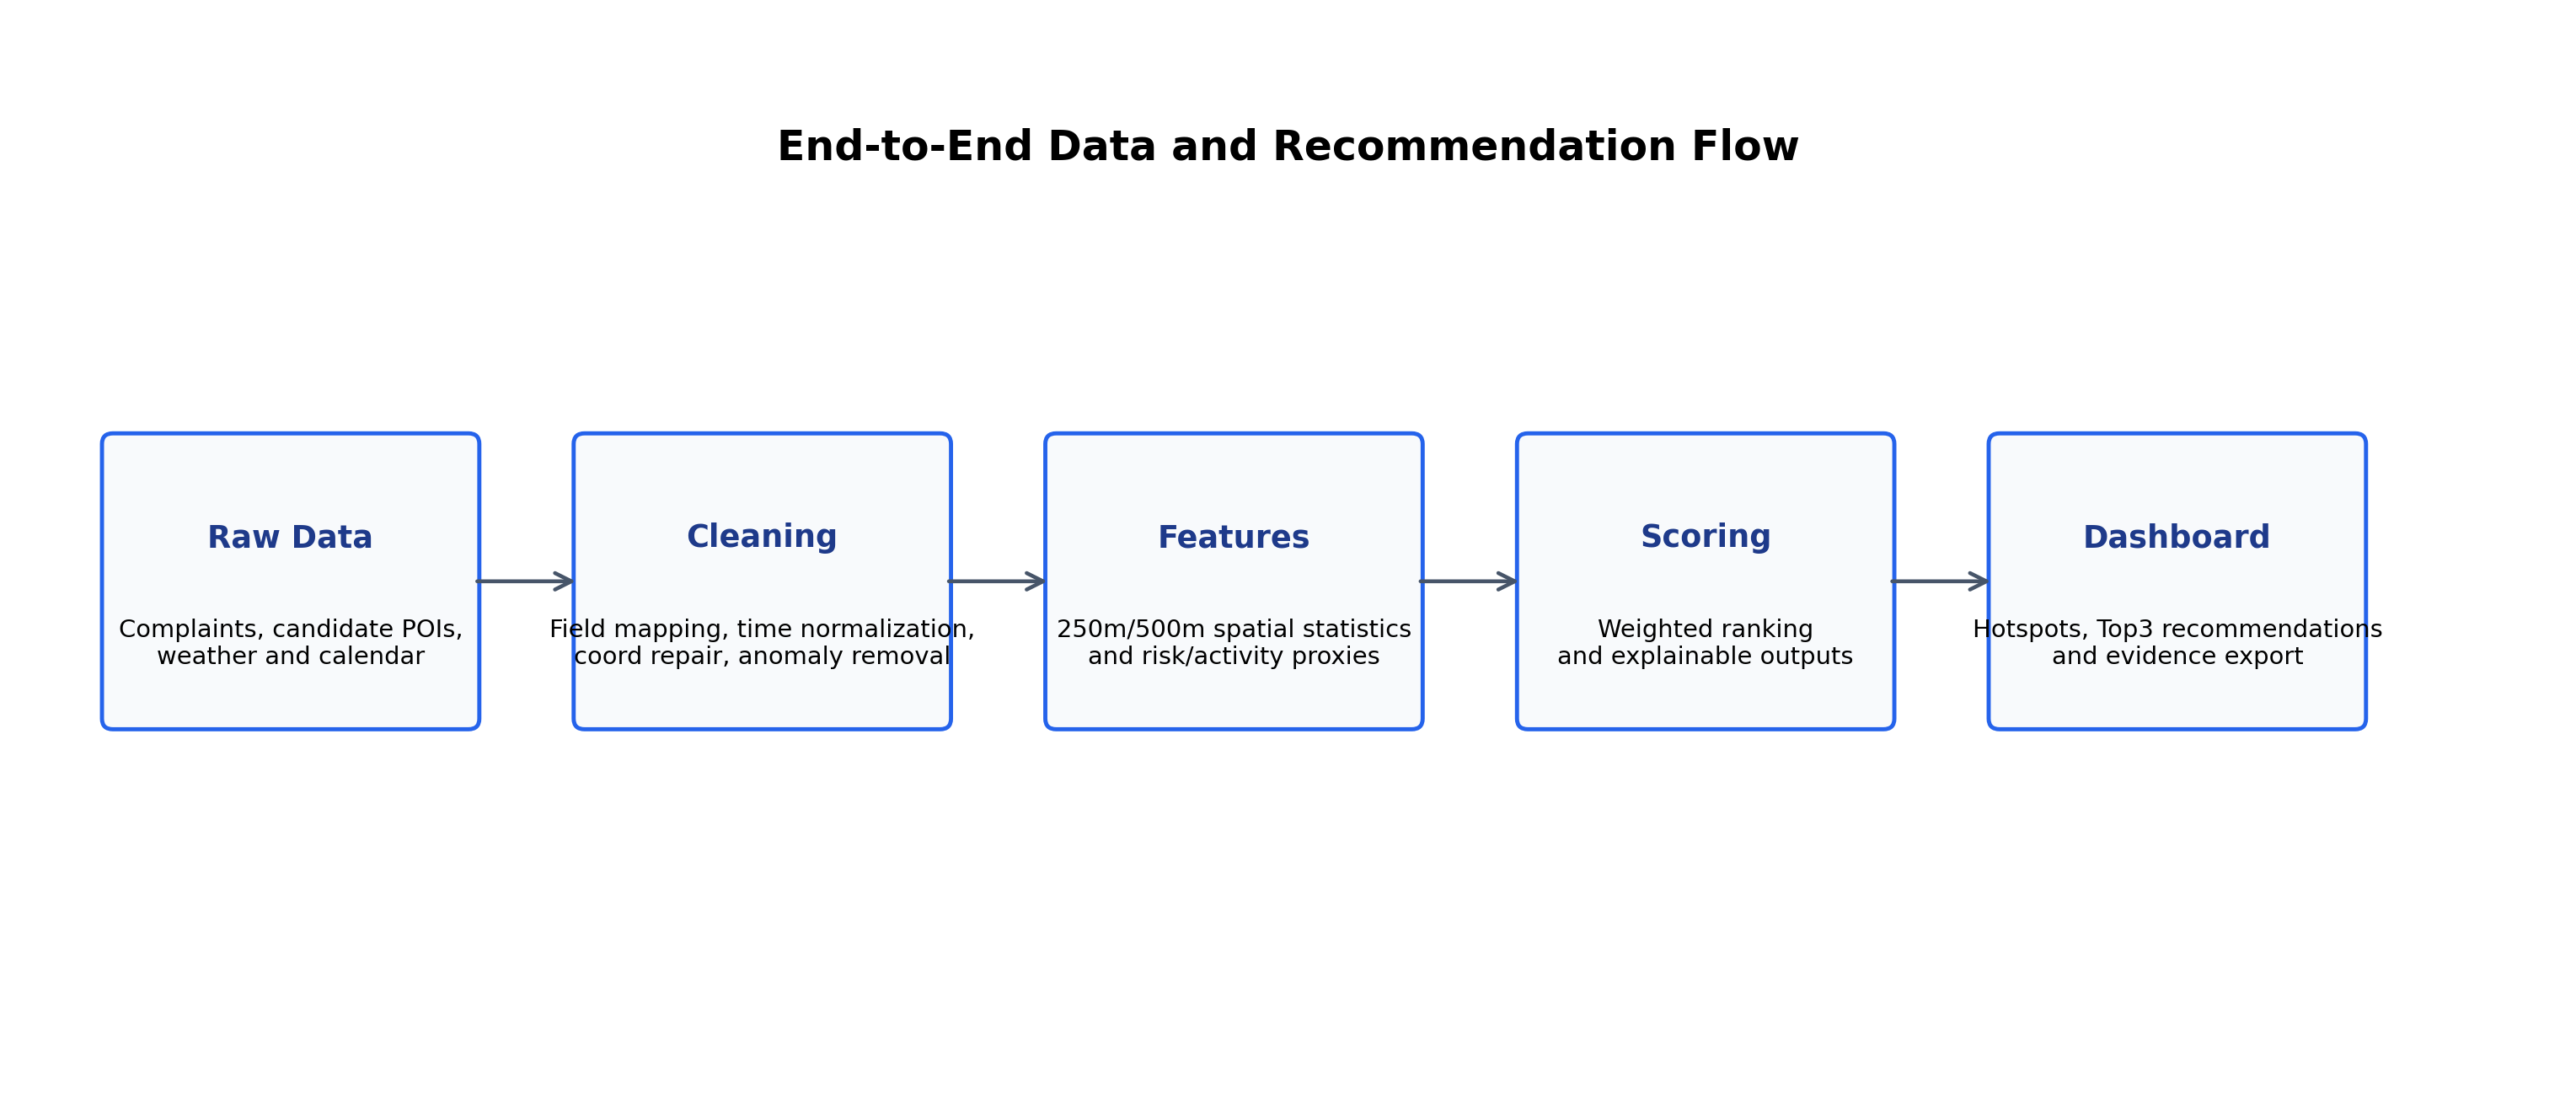 End-to-End Data and Recommendation Flow
Raw Data
Complaints, candidate POIs,
weather and calendar
Cleaning
Field mapping, time normalization,
coord repair, anomaly removal
Features
250m/500m spatial statistics
and risk/activity proxies
Scoring
Weighted ranking
and explainable outputs
Dashboard
Hotspots, Top3 recommendations
and evidence export